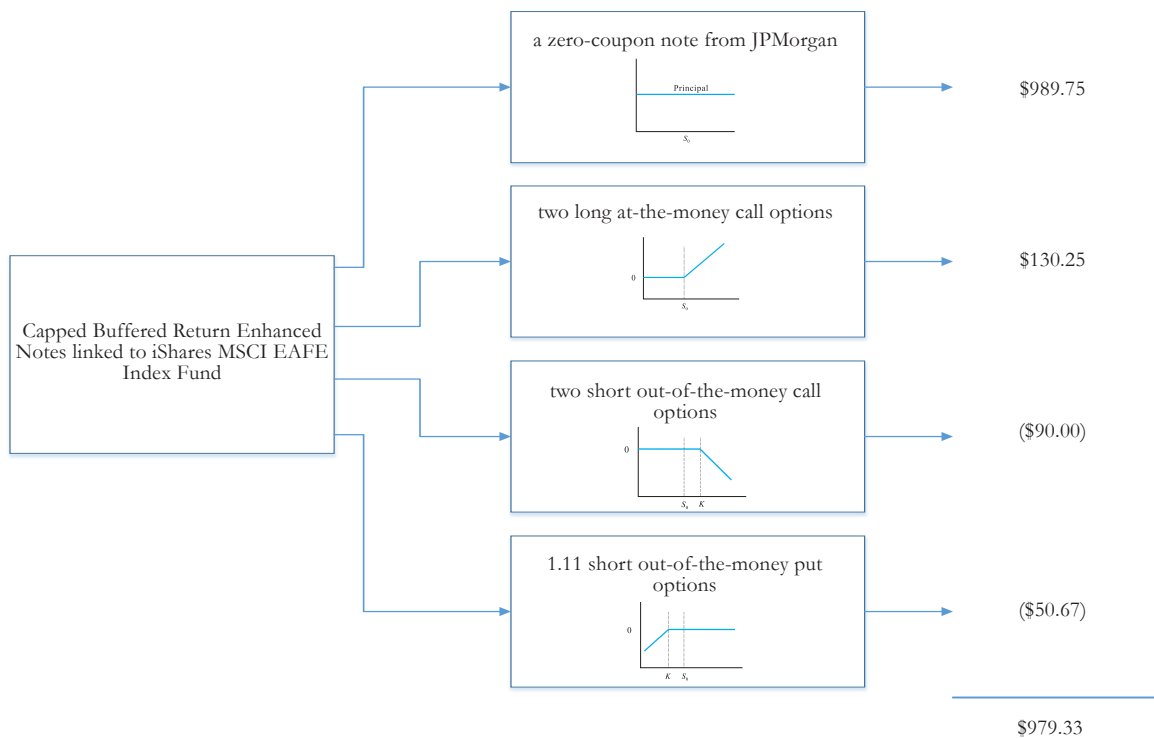 a zero-coupon note from JPMorgan
Principal
S₀
$989.75
two long at-the-money call options
0
S₀
$130.25
Capped Buffered Return Enhanced
Notes linked to iShares MSCI EAFE
Index Fund
two short out-of-the-money call
options
0
S₀ K
($90.00)
1.11 short out-of-the-money put
options
0
K S₀
($50.67)
$979.33